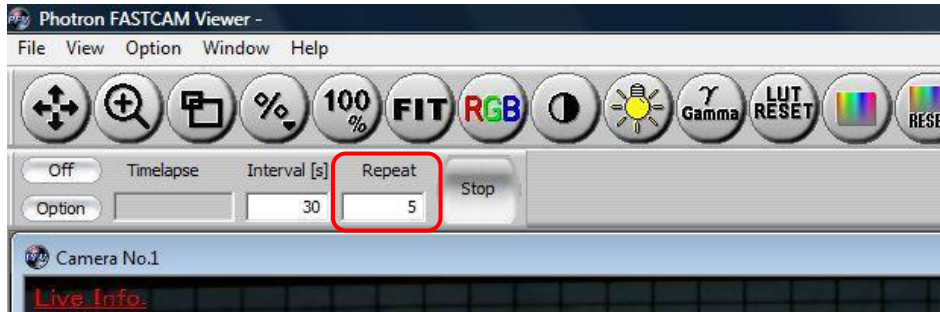 Photron FASTCAM Viewer -
File View Option Window Help
% 100 % FIT RGB γ Gamma LUT RESET RESE
Off Timelapse Interval [s] Repeat Stop
Option 30 5
Camera No.1
Live Info.